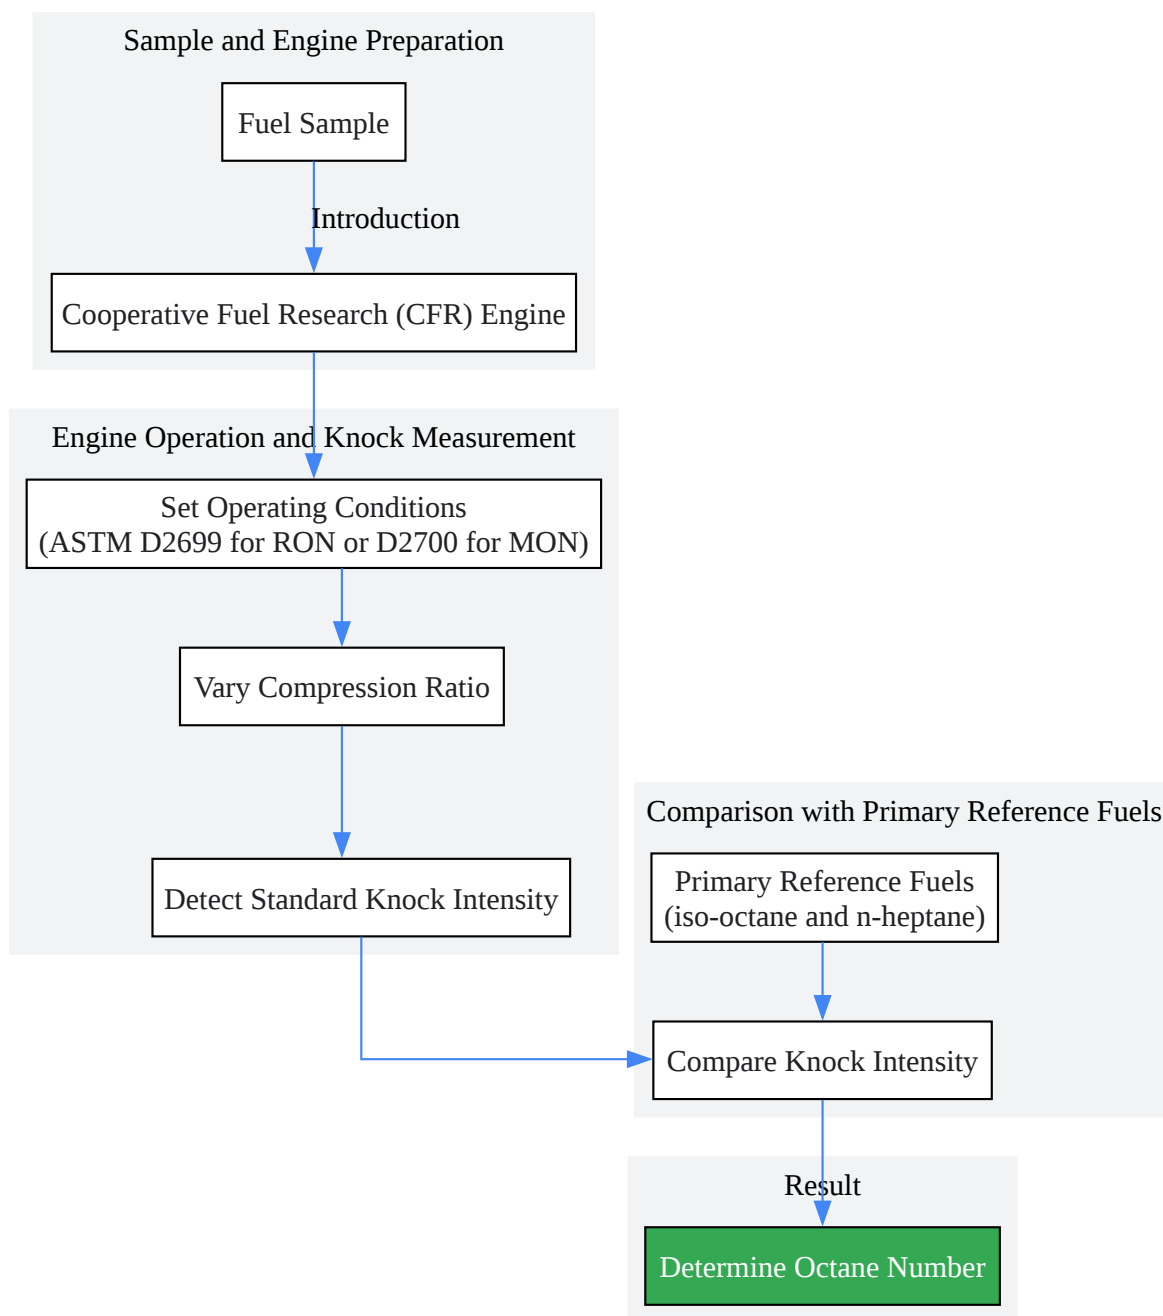 Sample and Engine Preparation
Fuel Sample
Introduction
Cooperative Fuel Research (CFR) Engine
Engine Operation and Knock Measurement
Set Operating Conditions
(ASTM D2699 for RON or D2700 for MON)
Vary Compression Ratio
Detect Standard Knock Intensity
Comparison with Primary Reference Fuels
Primary Reference Fuels
(iso-octane and n-heptane)
Compare Knock Intensity
Result
Determine Octane Number